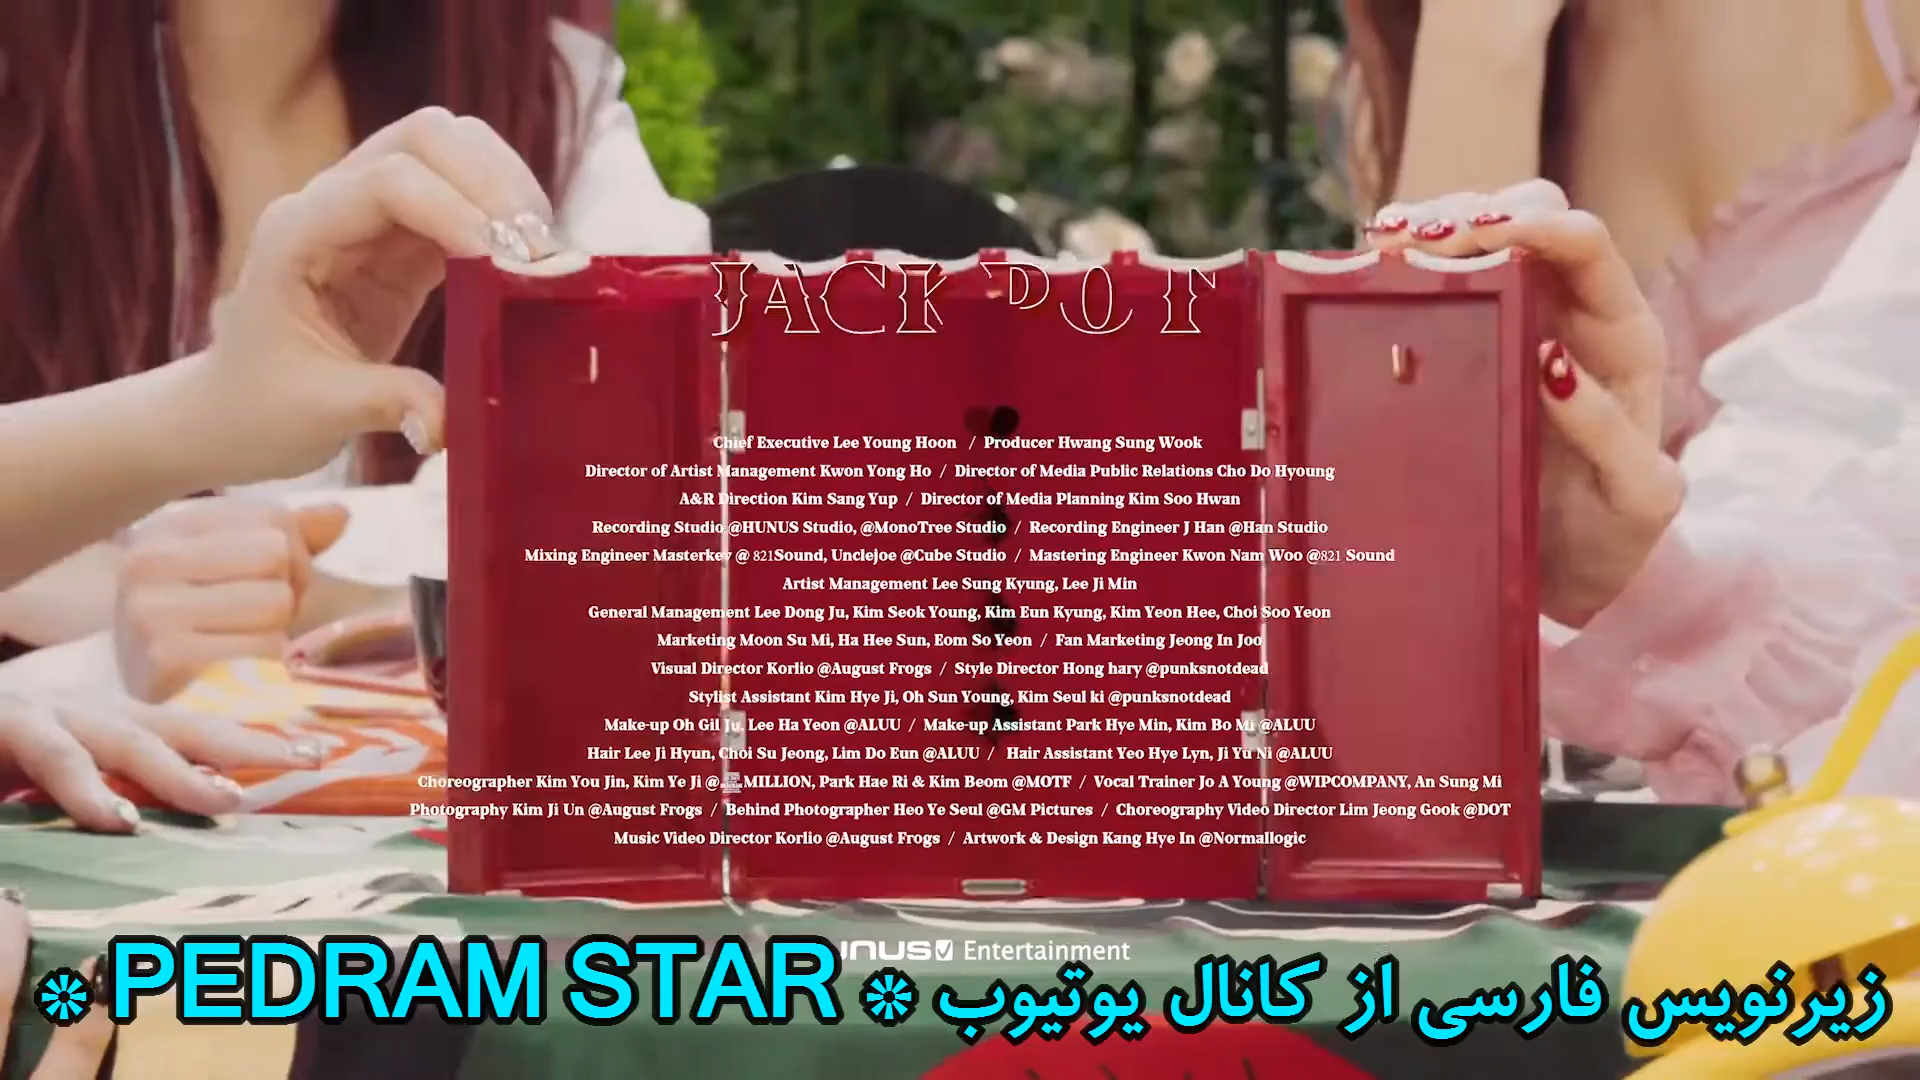 JACKPOT
Chief Executive Lee Young Hoon / Producer Hwang Sung Wook
Director of Artist Management Kwon Yong Ho / Director of Media Public Relations Cho Do Hyoung
A&R Direction Kim Sang Yup / Director of Media Planning Kim Soo Hwan
Recording Studio @HUNUS Studio, @MonoTree Studio / Recording Engineer J Han @Han Studio
Mixing Engineer Masterkey @ 821Sound, Unclejoe @Cube Studio / Mastering Engineer Kwon Nam Woo @821 Sound
Artist Management Lee Sung Kyung, Lee Ji Min
General Management Lee Dong Ju, Kim Seok Young, Kim Eun Kyung, Kim Yeon Hee, Choi Soo Yeon
Marketing Moon Su Mi, Ha Hee Sun, Eom So Yeon / Fan Marketing Jeong In Joo
Visual Director Korlio @August Frogs / Style Director Hong hary @punksnotdead
Stylist Assistant Kim Hye Ji, Oh Sun Young, Kim Seul ki @punksnotdead
Make-up Oh Gil Ju, Lee Ha Yeon @ALUU / Make-up Assistant Park Hye Min, Kim Bo Mi @ALUU
Hair Lee Ji Hyun, Choi Su Jeong, Lim Do Eun @ALUU / Hair Assistant Yeo Hye Lyn, Ji Yu Ni @ALUU
Choreographer Kim You Jin, Kim Ye Ji @MILLION, Park Hae Ri & Kim Beom @MOTF / Vocal Trainer Jo A Young @WIPCOMPANY, An Sung Mi
Photography Kim Ji Un @August Frogs / Behind Photographer Heo Ye Seul @GM Pictures / Choreography Video Director Lim Jeong Gook @DOT
Music Video Director Korlio @August Frogs / Artwork & Design Kang Hye In @Normallogic
Entertainment
زیرنویس فارسی از کانال یوتیوب ❊ PEDRAM STAR ❊